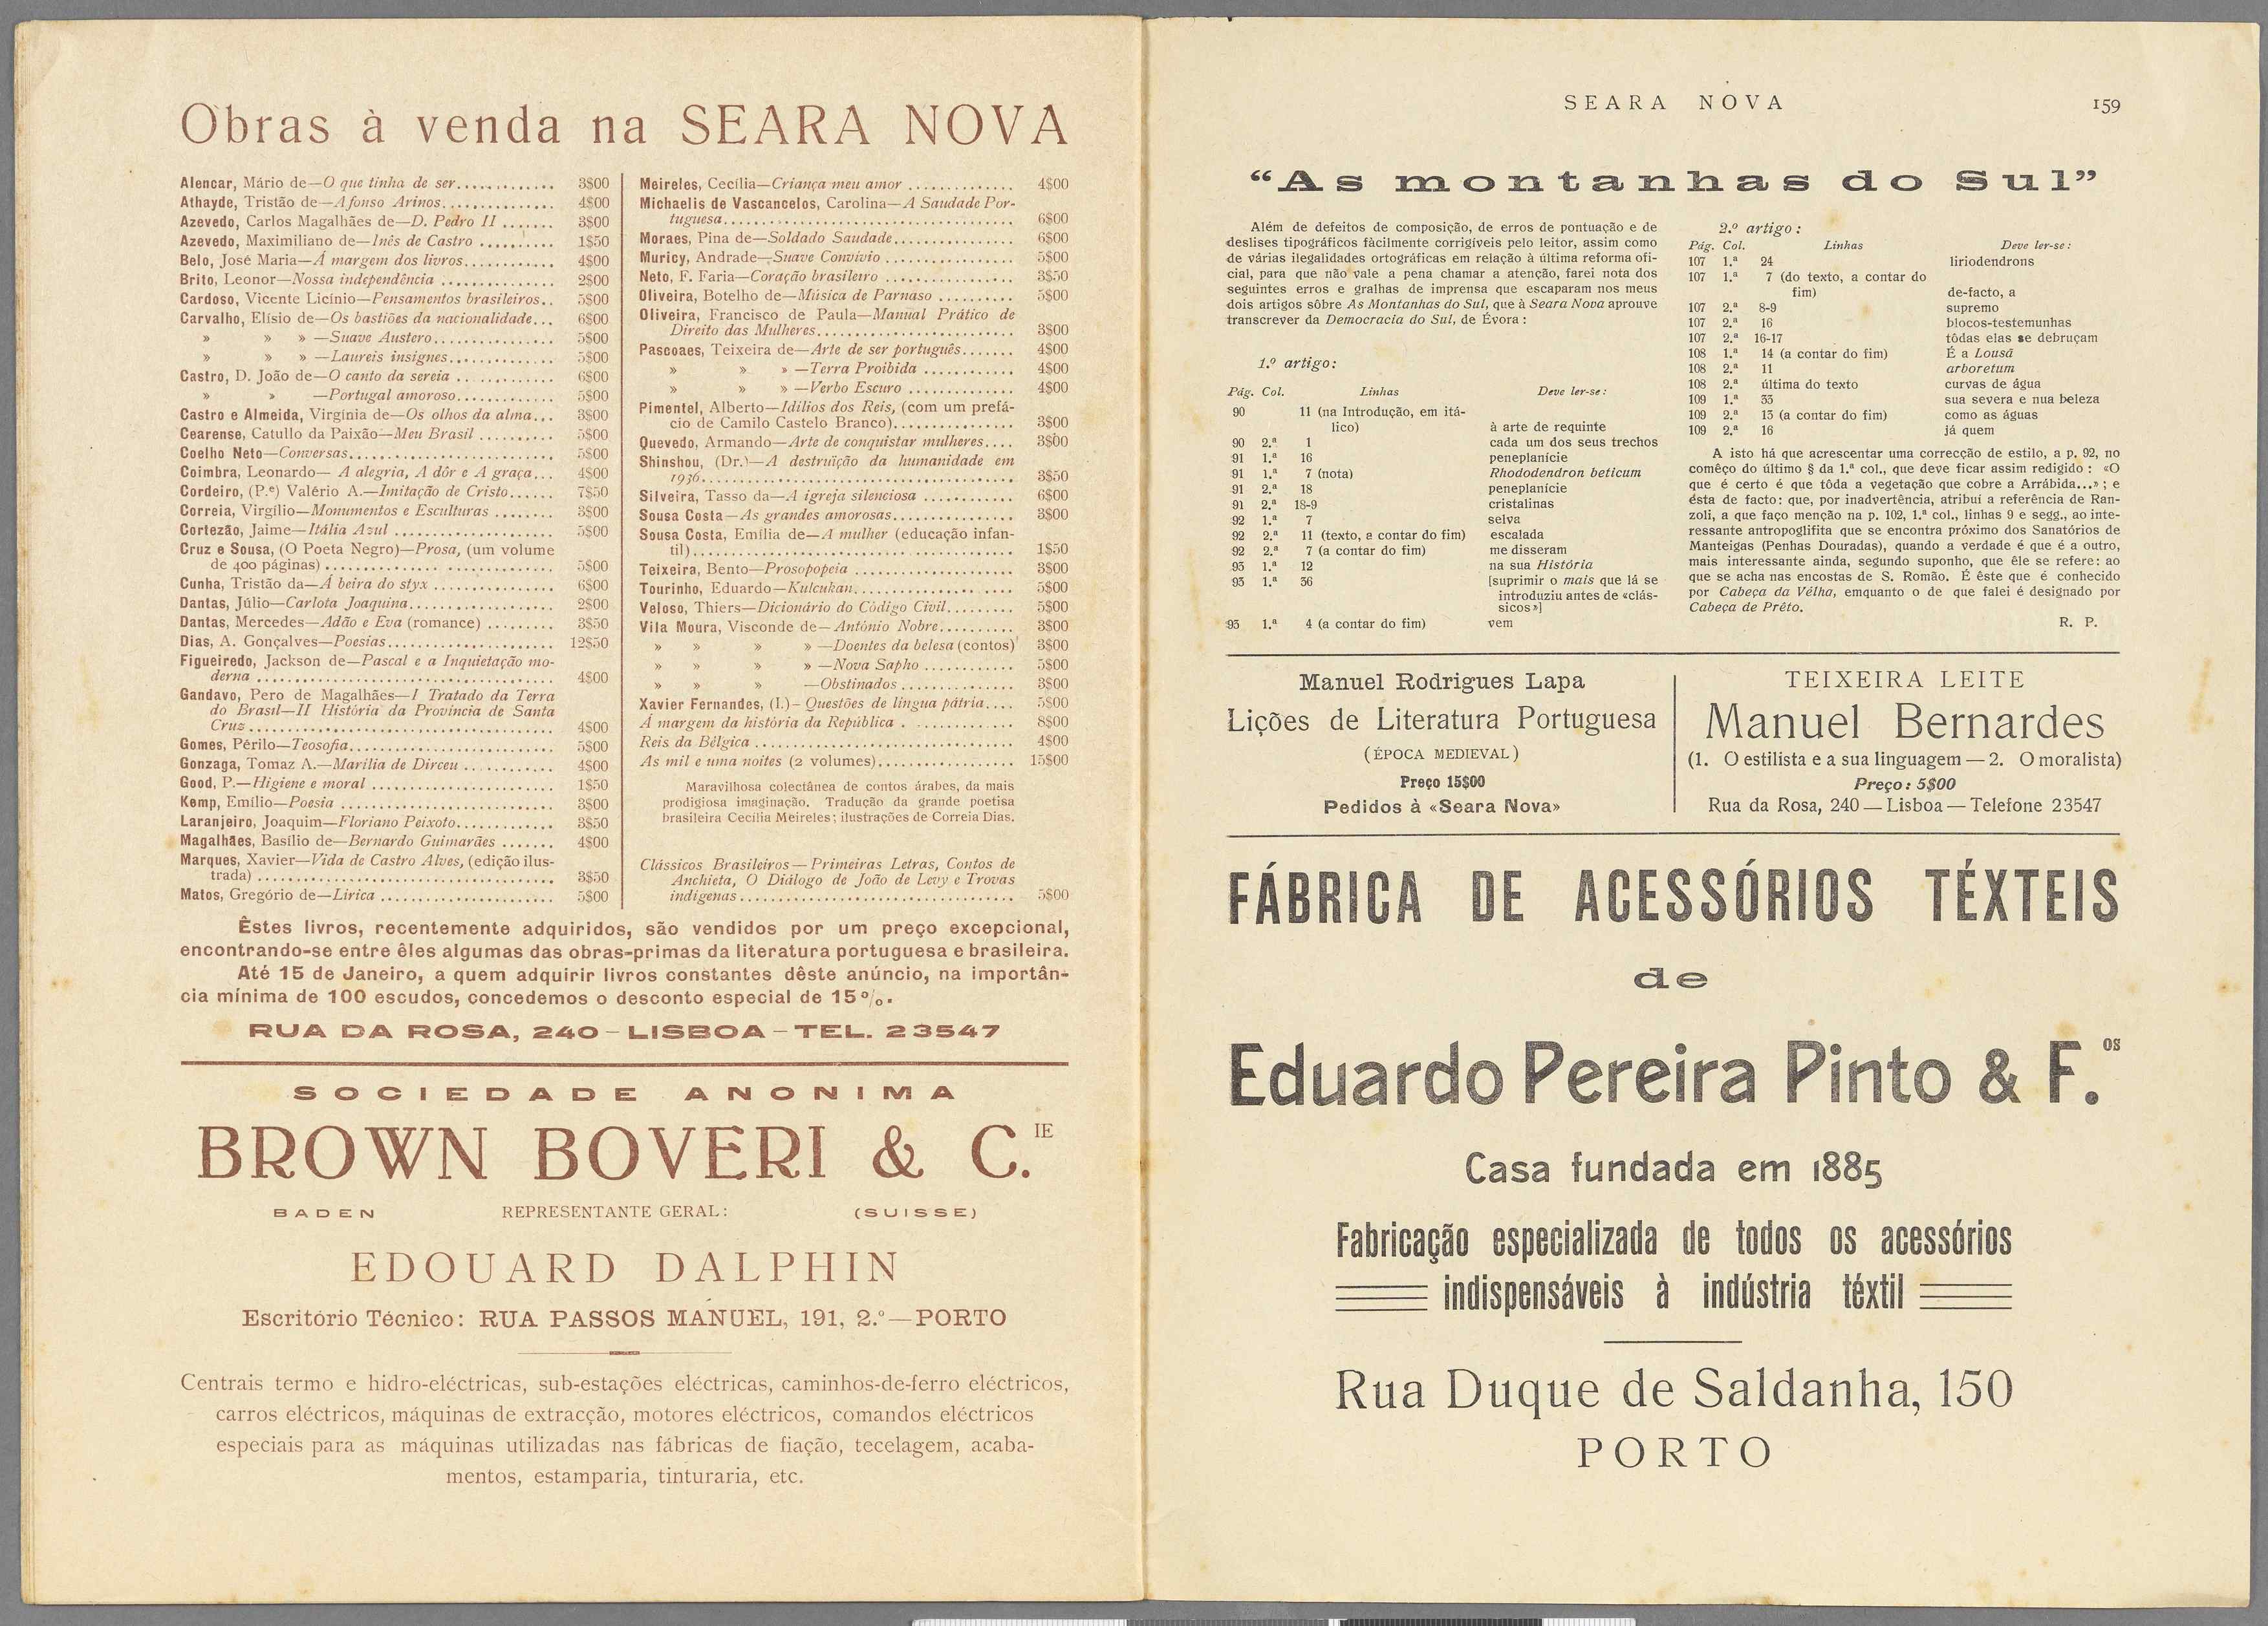 Obras à venda na SEARA NOVA
Alencar, Mário de—O que tinha de ser............. 3$00
Athayde, Tristão de—Afonso Arinos............... 4$00
Azevedo, Carlos Magalhães de—D. Pedro II ....... 3$00
Azevedo, Maximiliano de—Inês de Castro .......... 1$50
Belo, José Maria—Á margem dos livros............ 4$00
Brito, Leonor—Nossa independência ............... 2$00
Cardoso, Vicente Licínio—Pensamentos brasileiros.. 5$00
Carvalho, Elísio de—Os bastiões da nacionalidade... 6$00
» » » —Suave Austero................ 5$00
» » » —Laureis insignes.............. 5$00
Castro, D. João de—O canto da sereia ............. 6$00
» » —Portugal amoroso............. 5$00
Castro e Almeida, Virgínia de—Os olhos da alma... 3$00
Cearense, Catullo da Paixão—Meu Brasil .......... 5$00
Coelho Neto—Conversas........................... 5$00
Coimbra, Leonardo— A alegria, A dôr e A graça... 4$00
Cordeiro, (P.e) Valério A.—Imitação de Cristo...... 7$50
Correia, Virgílio—Monumentos e Esculturas ........ 3$00
Cortezão, Jaime—Itália Azul ..................... 5$00
Cruz e Sousa, (O Poeta Negro)—Prosa, (um volume
de 400 páginas) .............................. 5$00
Cunha, Tristão da—Á beira do styx ................ 6$00
Dantas, Júlio—Carlota Joaquina................... 2$00
Dantas, Mercedes—Adão e Eva (romance) ......... 3$50
Dias, A. Gonçalves—Poesias...................... 12$50
Figueiredo, Jackson de—Pascal e a Inquietação mo-
derna ....................................... 4$00
Gandavo, Pero de Magalhães—I Tratado da Terra
do Brasil—II História da Província de Santa
Cruz........................................ 4$00
Gomes, Périlo—Teosofia.......................... 5$00
Gonzaga, Tomaz A.—Marília de Dirceu ............ 4$00
Good, P.—Higiene e moral ........................ 1$50
Kemp, Emílio—Poesia ............................ 3$00
Laranjeiro, Joaquim—Floriano Peixoto............. 3$50
Magalhães, Basílio de—Bernardo Guimarães ....... 4$00
Marques, Xavier—Vida de Castro Alves, (edição ilus-
trada) ....................................... 3$50
Matos, Gregório de—Lirica ....................... 5$00
Meireles, Cecília—Criança meu amor .............. 4$00
Michaelis de Vascancelos, Carolina—A Saudade Por-
tuguesa...................................... 6$00
Moraes, Pina de—Soldado Saudade................ 6$00
Muricy, Andrade—Suave Convívio ................. 5$00
Neto, F. Faria—Coração brasileiro ................ 3$50
Oliveira, Botelho de—Música de Parnaso .......... 5$00
Oliveira, Francisco de Paula—Manual Prático de
Direito das Mulheres.......................... 3$00
Pascoaes, Teixeira de—Arte de ser português....... 4$00
» » » —Terra Proibida ............. 4$00
» » » —Verbo Escuro .............. 4$00
Pimentel, Alberto—Idílios dos Reis, (com um prefá-
cio de Camilo Castelo Branco)................ 3$00
Quevedo, Armando—Arte de conquistar mulheres.... 3$00
Shinshou, (Dr.)—A destruïção da humanidade em
1936......................................... 3$50
Silveira, Tasso da—A igreja silenciosa ............ 6$00
Sousa Costa—As grandes amorosas................ 3$00
Sousa Costa, Emília de—A mulher (educação infan-
til).......................................... 1$50
Teixeira, Bento—Prosopopeia ..................... 3$00
Tourinho, Eduardo—Kulcukan..................... 5$00
Veloso, Thiers—Dicionário do Código Civil......... 5$00
Vila Moura, Visconde de—António Nobre.......... 3$00
» » » » —Doentes da belesa (contos) 3$00
» » » » —Nova Sapho ............ 5$00
» » » —Obstinados ............... 3$00
Xavier Fernandes, (I.)—Questões de lingua pátria.... 5$00
Á margem da história da República ............... 8$00
Reis da Bélgica .................................. 4$00
As mil e uma noites (2 volumes).................. 15$00
Maravilhosa colectânea de contos árabes, da mais
prodigiosa imaginação. Tradução da grande poetisa
brasileira Cecília Meireles; ilustrações de Correia Dias.
Clássicos Brasileiros—Primeiras Letras, Contos de
Anchieta, O Diálogo de João de Levy e Trovas
indígenas.................................... 5$00
Êstes livros, recentemente adquiridos, são vendidos por um preço excepcional,
encontrando-se entre êles algumas das obras-primas da literatura portuguesa e brasileira.
Até 15 de Janeiro, a quem adquirir livros constantes dêste anúncio, na importân-
cia mínima de 100 escudos, concedemos o desconto especial de 15%.
RUA DA ROSA, 240-LISBOA-TEL. 23547
SOCIEDADE ANONIMA
BROWN BOVERI & C.IE
BADEN REPRESENTANTE GERAL: (SUISSE)
EDOUARD DALPHIN
Escritório Técnico: RUA PASSOS MANUEL, 191, 2.º—PORTO
Centrais termo e hidro-eléctricas, sub-estações eléctricas, caminhos-de-ferro eléctricos,
carros eléctricos, máquinas de extracção, motores eléctricos, comandos eléctricos
especiais para as máquinas utilizadas nas fábricas de fiação, tecelagem, acaba-
mentos, estamparia, tinturaria, etc.
SEARA NOVA 159
“As montanhas do Sul”
Além de defeitos de composição, de erros de pontuação e de
deslises tipográficos fàcilmente corrigíveis pelo leitor, assim como
de várias ilegalidades ortográficas em relação à última reforma ofi-
cial, para que não vale a pena chamar a atenção, farei nota dos
seguintes erros e gralhas de imprensa que escaparam nos meus
dois artigos sôbre As Montanhas do Sul, que à Seara Nova aprouve
transcrever da Democracia do Sul, de Évora :
1.º artigo:
Pág. Col. Linhas Deve ler-se:
90 11 (na Introdução, em itá-
lico) à arte de requinte
90 2.ª 1 cada um dos seus trechos
91 1.ª 16 peneplanície
91 1.ª 7 (nota) Rhododendron beticum
91 2.ª 18 peneplanície
91 2.ª 18-9 cristalinas
92 1.ª 7 selva
92 2.ª 11 (texto, a contar do fim) escalada
92 2.ª 7 (a contar do fim) me disseram
93 1.ª 12 na sua História
93 1.ª 36 [suprimir o mais que lá se
introduziu antes de «clás-
sicos»]
93 1.ª 4 (a contar do fim) vem
2.º artigo:
Pág. Col. Linhas Deve ler-se:
107 1.ª 24 liriodendrons
107 1.ª 7 (do texto, a contar do
fim) de-facto, a
107 2.ª 8-9 supremo
107 2.ª 16 blocos-testemunhas
107 2.ª 16-17 tôdas elas se debruçam
108 1.ª 14 (a contar do fim) É a Lousã
108 2.ª 11 arboretum
108 2.ª última do texto curvas de água
109 1.ª 33 sua severa e nua beleza
109 2.ª 13 (a contar do fim) como as águas
109 2.ª 16 já quem
A isto há que acrescentar uma correcção de estilo, a p. 92, no
comêço do último § da 1.ª col., que deve ficar assim redigido : «O
que é certo é que tôda a vegetação que cobre a Arrábida...» ; e
ésta de facto: que, por inadvertência, atribuí a referência de Ran-
zoli, a que faço menção na p. 102, 1.ª col., linhas 9 e segg., ao inte-
ressante antropoglifita que se encontra próximo dos Sanatórios de
Manteigas (Penhas Douradas), quando a verdade é que é a outro,
mais interessante ainda, segundo suponho, que êle se refere: ao
que se acha nas encostas de S. Romão. É êste que é conhecido
por Cabeça da Vélha, emquanto o de que falei é designado por
Cabeça de Prêto.
R. P.
Manuel Rodrigues Lapa
Lições de Literatura Portuguesa
(ÉPOCA MEDIEVAL)
Preço 15$00
Pedidos à «Seara Nova»
TEIXEIRA LEITE
Manuel Bernardes
(1. O estilista e a sua linguagem — 2. O moralista)
Preço: 5$00
Rua da Rosa, 240 — Lisboa — Telefone 23547
FÁBRICA DE ACESSÓRIOS TÉXTEIS
de
Eduardo Pereira Pinto & F.os
Casa fundada em 1885
Fabricação especializada de todos os acessórios
indispensáveis à indústria téxtil
Rua Duque de Saldanha, 150
PORTO